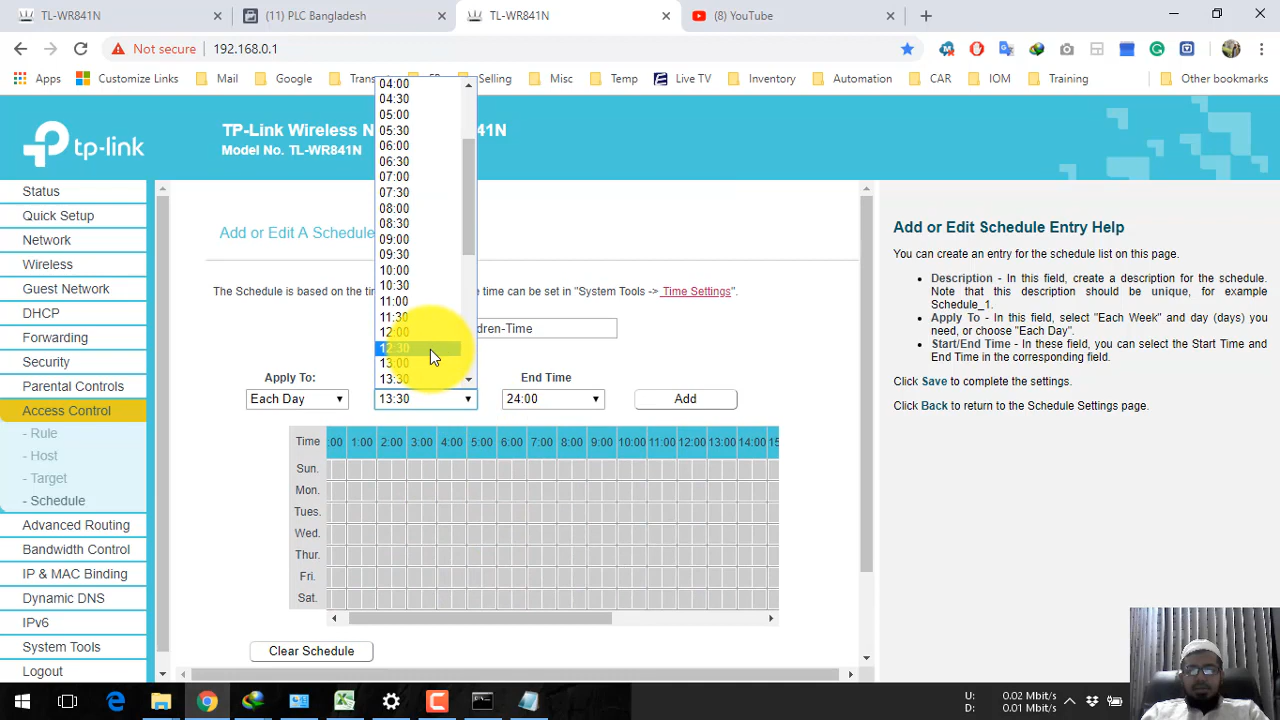 TL-WR841N
(11) PLC Bangladesh
TL-WR841N
(8) YouTube
Not secure
192.168.0.1
Apps
Customize Links
Mail
Google
Selling
Misc
Temp
Live TV
Inventory
Automation
CAR
IOM
Training
Other bookmarks
tp-link
TP-Link Wireless N
41N
Model No. TL-WR841N
Status
Quick Setup
Network
Wireless
Guest Network
DHCP
Forwarding
Security
Parental Controls
Access Control
- Rule
- Host
- Target
- Schedule
Advanced Routing
Bandwidth Control
IP & MAC Binding
Dynamic DNS
IPv6
System Tools
Logout
Add or Edit A Schedule
The Schedule is based on the
time can be set in "System Tools -> Time Settings".
dren-Time
04:00
04:30
05:00
05:30
06:00
06:30
07:00
07:30
08:00
08:30
09:00
09:30
10:00
10:30
11:00
11:30
12:00
12:30
13:00
13:30
Apply To:
End Time
Each Day
13:30
24:00
Add
Time :00 1:00 2:00 3:00 4:00 5:00 6:00 7:00 8:00 9:00 10:00 11:00 12:00 13:00 14:00 15
Sun.
Mon.
Tues.
Wed.
Thur.
Fri.
Sat.
Clear Schedule
Add or Edit Schedule Entry Help
You can create an entry for the schedule list on this page.
Description - In this field, create a description for the schedule.
Note that this description should be unique, for example
Schedule_1.
Apply To - In this field, select "Each Week" and day (days) you
need, or choose "Each Day".
Start/End Time - In these fields, you can select the Start Time and
End Time in the corresponding field.
Click Save to complete the settings.
Click Back to return to the Schedule Settings page.
U: 0.02 Mbit/s
D: 0.01 Mbit/s